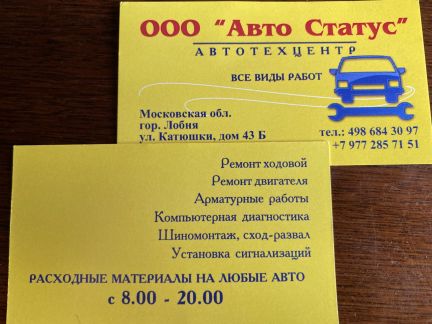 ООО "Авто Статус"
АВТОТЕХЦЕНТР
ВСЕ ВИДЫ РАБОТ
Московская обл.
гор. Лобня
ул. Катюшки, дом 43 Б
тел.: 498 684 30 97
+7 977 285 71 51
Ремонт ходовой
Ремонт двигателя
Арматурные работы
Компьютерная диагностика
Шиномонтаж, сход-развал
Установка сигнализаций
РАСХОДНЫЕ МАТЕРИАЛЫ НА ЛЮБЫЕ АВТО
с 8.00 - 20.00